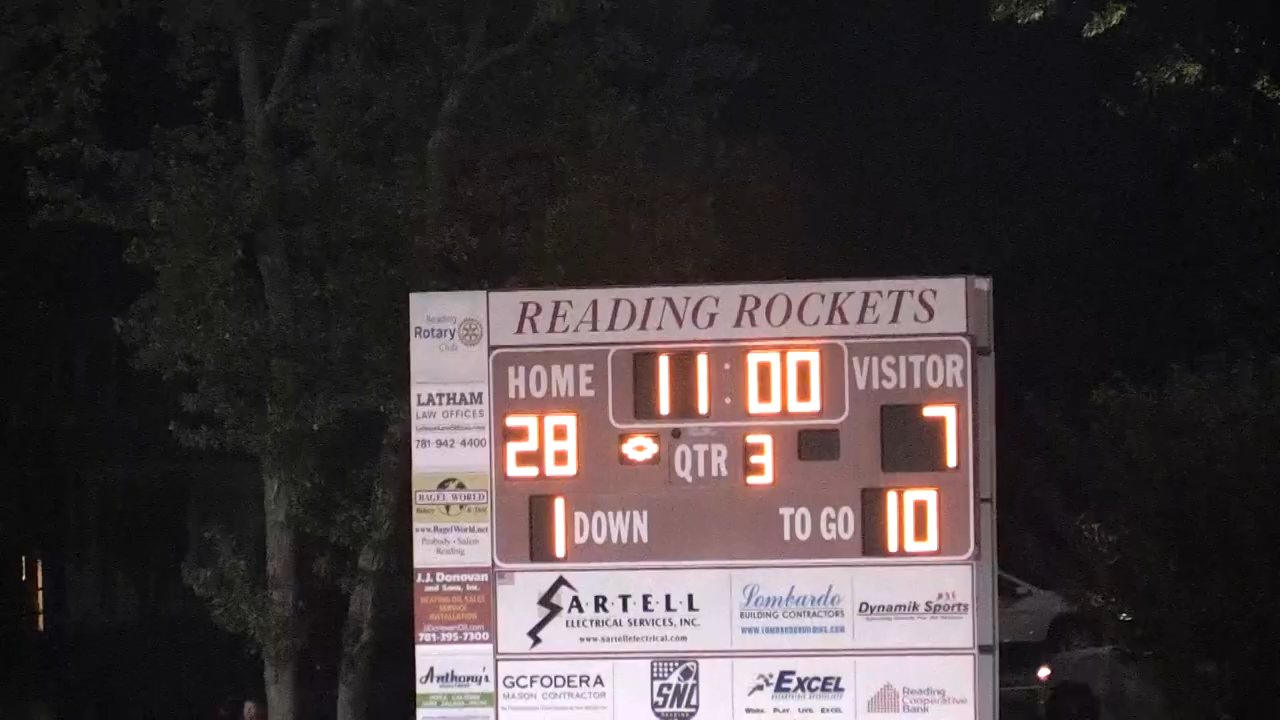 READING ROCKETS
HOME
11:00
VISITOR
28
QTR
3
7
1
DOWN
TO GO
10
Reading
Rotary
Club
LATHAM
LAW OFFICES
781-942-4400
BAGEL WORLD
Bakery & Deli
www.BagelWorld.net
Peabody • Salem
Reading
J.J. Donovan
and Sons, Inc.
HEATING OIL SALES
SERVICE
INSTALLATION
781-395-7300
Anthony's
SARTELL
ELECTRICAL SERVICES, INC.
www.sartellelectrical.com
Lombardo
BUILDING CONTRACTORS
WWW.LOMBARDOBUILDING.COM
Dynamik Sports
GCFODERA
MASON CONTRACTOR
SNL
READING
EXCEL
WORK. PLAY. LIVE. EXCEL
Reading
Cooperative
Bank